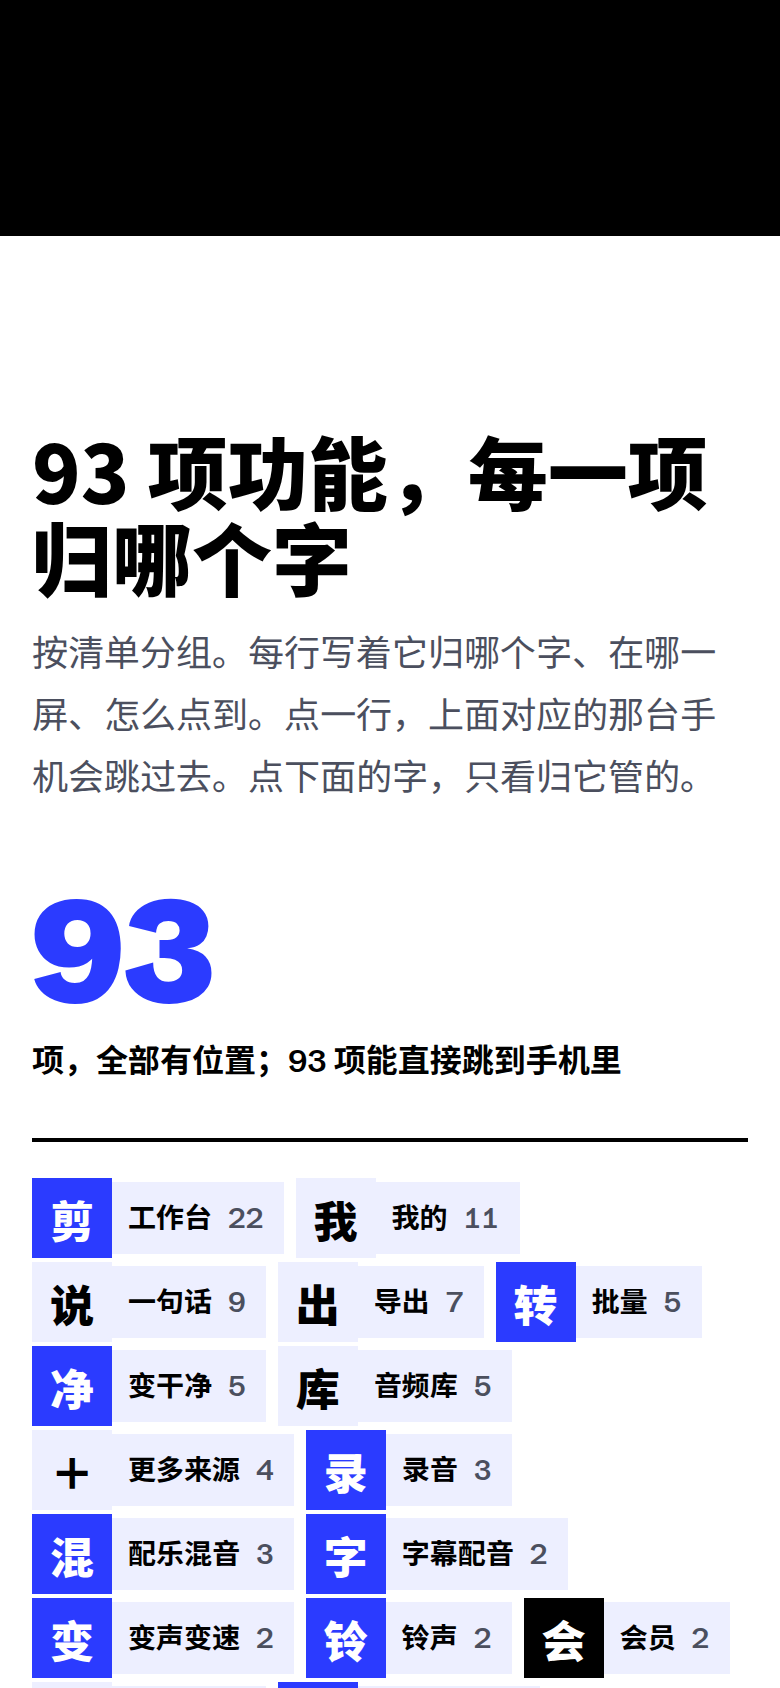 93 项功能，每一项
归哪个字
按清单分组。每行写着它归哪个字、在哪一
屏、怎么点到。点一行，上面对应的那台手
机会跳过去。点下面的字，只看归它管的。
93
项，全部有位置；93 项能直接跳到手机里
剪 工作台 22 我 我的 11
说 一句话 9 出 导出 7 转 批量 5
净 变干净 5 库 音频库 5
＋ 更多来源 4 录 录音 3
混 配乐混音 3 字 字幕配音 2
变 变声变速 2 铃 铃声 2 会 会员 2